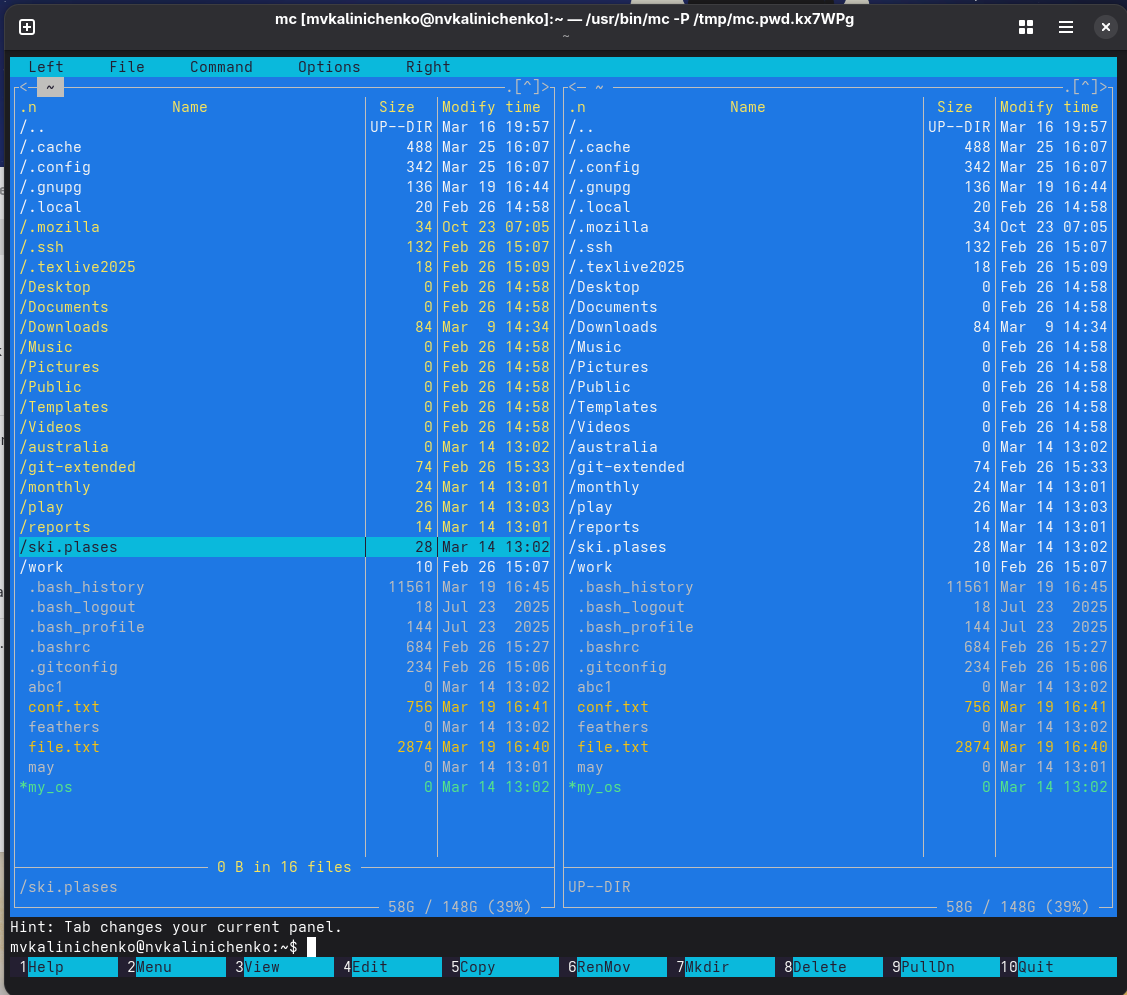 mc [mvkalinichenko@nvkalinichenko]:~ — /usr/bin/mc -P /tmp/mc.pwd.kx7WPg
~
Left File Command Options Right
<─ ~ .[^]> <─ ~ .[^]>
.n Name Size Modify time .n Name Size Modify time
/.. UP--DIR Mar 16 19:57 /.. UP--DIR Mar 16 19:57
/.cache 488 Mar 25 16:07 /.cache 488 Mar 25 16:07
/.config 342 Mar 25 16:07 /.config 342 Mar 25 16:07
/.gnupg 136 Mar 19 16:44 /.gnupg 136 Mar 19 16:44
/.local 20 Feb 26 14:58 /.local 20 Feb 26 14:58
/.mozilla 34 Oct 23 07:05 /.mozilla 34 Oct 23 07:05
/.ssh 132 Feb 26 15:07 /.ssh 132 Feb 26 15:07
/.texlive2025 18 Feb 26 15:09 /.texlive2025 18 Feb 26 15:09
/Desktop 0 Feb 26 14:58 /Desktop 0 Feb 26 14:58
/Documents 0 Feb 26 14:58 /Documents 0 Feb 26 14:58
/Downloads 84 Mar 9 14:34 /Downloads 84 Mar 9 14:34
/Music 0 Feb 26 14:58 /Music 0 Feb 26 14:58
/Pictures 0 Feb 26 14:58 /Pictures 0 Feb 26 14:58
/Public 0 Feb 26 14:58 /Public 0 Feb 26 14:58
/Templates 0 Feb 26 14:58 /Templates 0 Feb 26 14:58
/Videos 0 Feb 26 14:58 /Videos 0 Feb 26 14:58
/australia 0 Mar 14 13:02 /australia 0 Mar 14 13:02
/git-extended 74 Feb 26 15:33 /git-extended 74 Feb 26 15:33
/monthly 24 Mar 14 13:01 /monthly 24 Mar 14 13:01
/play 26 Mar 14 13:03 /play 26 Mar 14 13:03
/reports 14 Mar 14 13:01 /reports 14 Mar 14 13:01
/ski.plases 28 Mar 14 13:02 /ski.plases 28 Mar 14 13:02
/work 10 Feb 26 15:07 /work 10 Feb 26 15:07
.bash_history 11561 Mar 19 16:45 .bash_history 11561 Mar 19 16:45
.bash_logout 18 Jul 23 2025 .bash_logout 18 Jul 23 2025
.bash_profile 144 Jul 23 2025 .bash_profile 144 Jul 23 2025
.bashrc 684 Feb 26 15:27 .bashrc 684 Feb 26 15:27
.gitconfig 234 Feb 26 15:06 .gitconfig 234 Feb 26 15:06
abc1 0 Mar 14 13:02 abc1 0 Mar 14 13:02
conf.txt 756 Mar 19 16:41 conf.txt 756 Mar 19 16:41
feathers 0 Mar 14 13:02 feathers 0 Mar 14 13:02
file.txt 2874 Mar 19 16:40 file.txt 2874 Mar 19 16:40
may 0 Mar 14 13:01 may 0 Mar 14 13:01
*my_os 0 Mar 14 13:02 *my_os 0 Mar 14 13:02
0 B in 16 files
/ski.plases UP--DIR
58G / 148G (39%) 58G / 148G (39%)
Hint: Tab changes your current panel.
mvkalinichenko@nvkalinichenko:~$
1Help 2Menu 3View 4Edit 5Copy 6RenMov 7Mkdir 8Delete 9PullDn 10Quit